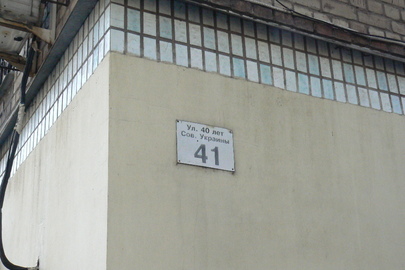 Ул. 40 лет
Сов. Украины
41